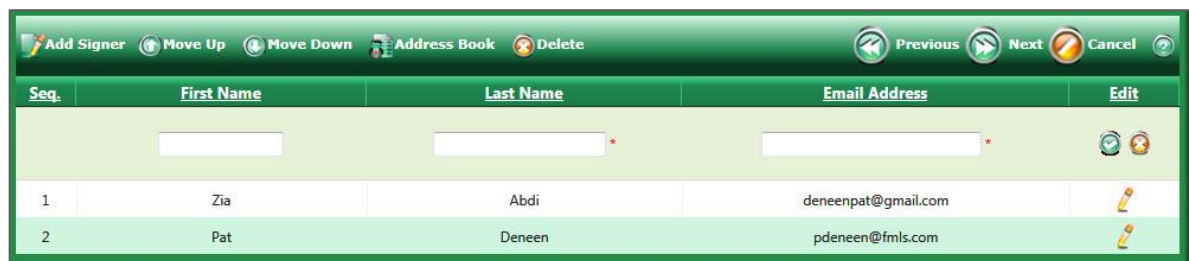 Add Signer Move Up Move Down Address Book Delete Previous Next Cancel ?
Seq. First Name Last Name Email Address Edit
* *
1 Zia Abdi deneenpat@gmail.com
2 Pat Deneen pdeneen@fmls.com